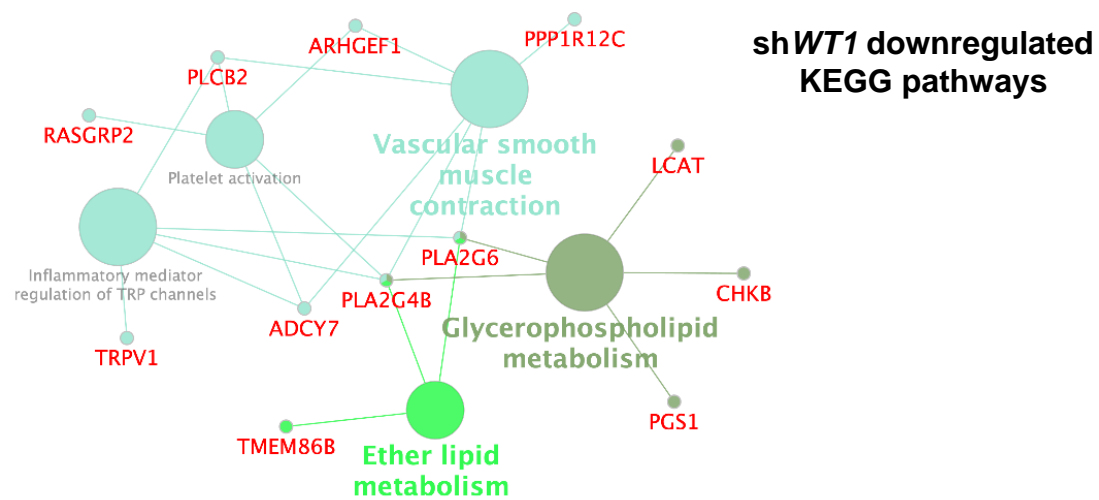 shWT1 downregulated
KEGG pathways
ARHGEF1
PPP1R12C
PLCB2
RASGRP2
Vascular smooth
muscle
contraction
Platelet activation
LCAT
PLA2G6
Inflammatory mediator
regulation of TRP channels
PLA2G4B
CHKB
ADCY7
Glycerophospholipid
metabolism
TRPV1
PGS1
TMEM86B
Ether lipid
metabolism